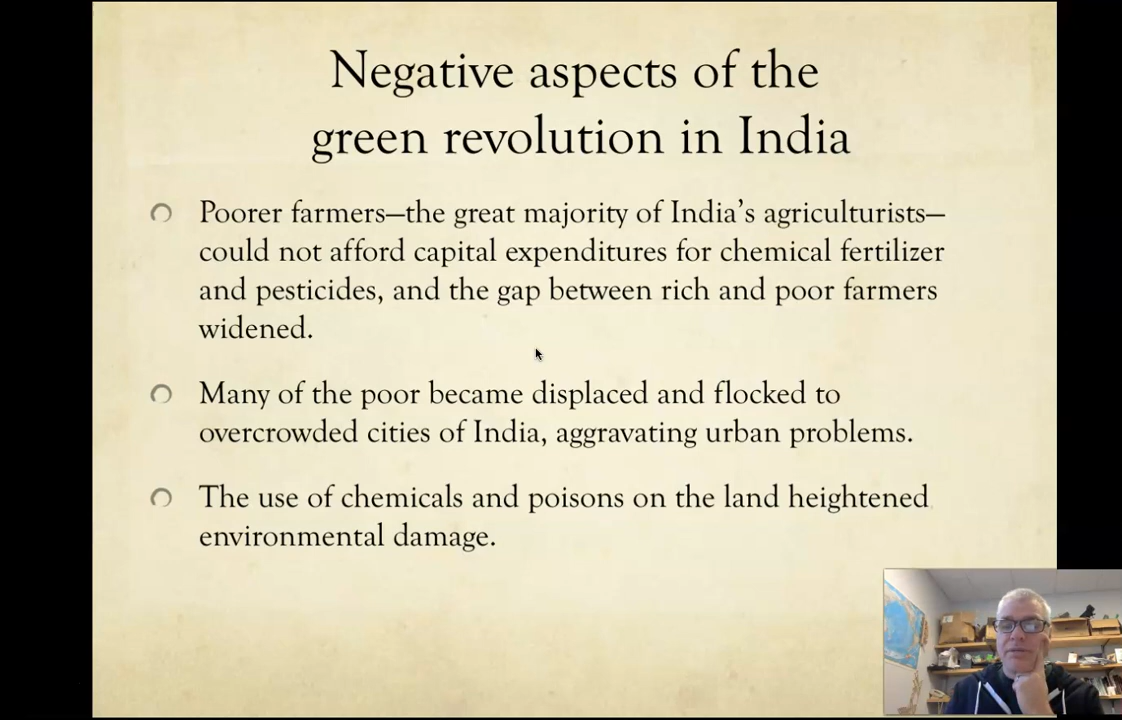 Negative aspects of the
green revolution in India
Poorer farmers—the great majority of India’s agriculturists—
could not afford capital expenditures for chemical fertilizer
and pesticides, and the gap between rich and poor farmers
widened.
Many of the poor became displaced and flocked to
overcrowded cities of India, aggravating urban problems.
The use of chemicals and poisons on the land heightened
environmental damage.